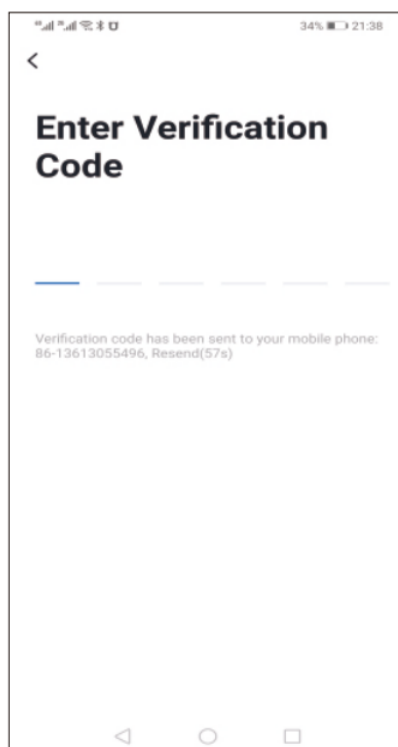 34% 21:38
Enter Verification
Code
Verification code has been sent to your mobile phone:
86-13613055496, Resend(57s)